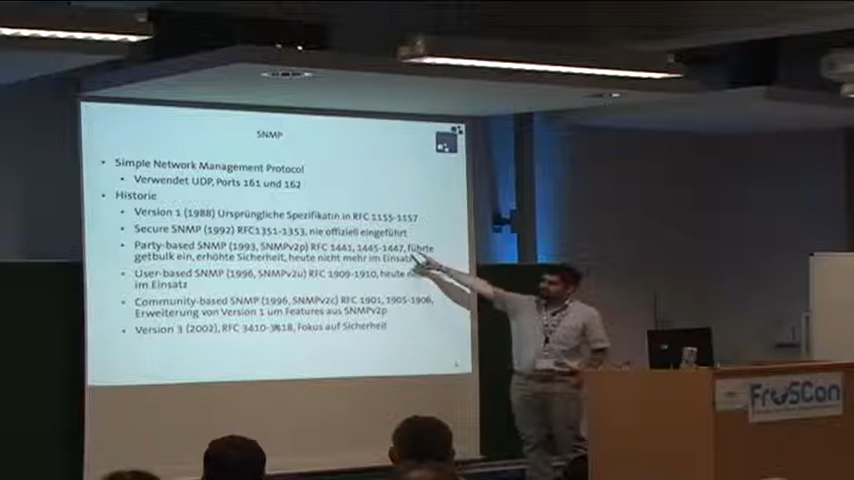 SNMP
• Simple Network Management Protocol
• Verwendet UDP, Ports 161 und 162
• Historie
• Version 1 (1988) Ursprüngliche Spezifikatin in RFC 1155-1157
• Secure SNMP (1992) RFC1351-1353, nie offiziell eingeführt
• Party-based SNMP (1993, SNMPv2p) RFC 1441, 1445-1447, führte
getbulk ein, erhöhte Sicherheit, heute nicht mehr im Einsatz
• User-based SNMP (1996, SNMPv2u) RFC 1909-1910, heute
im Einsatz
• Community-based SNMP (1996, SNMPv2c) RFC 1901, 1905-1906,
Erweiterung von Version 1 um Features aus SNMPv2p
• Version 3 (2002), RFC 3410-3418, Fokus auf Sicherheit
FrOSCon